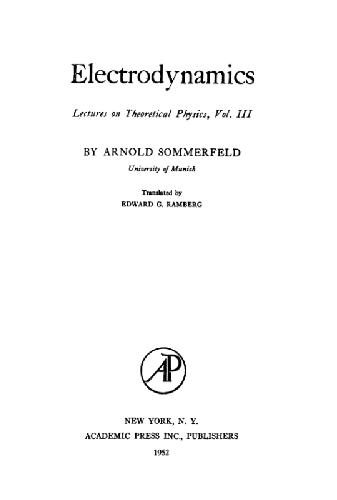 Electrodynamics
Lectures on Theoretical Physics, Vol. III
BY ARNOLD SOMMERFELD
University of Munich
Translated by
EDWARD G. RAMBERG
AP
NEW YORK, N. Y.
ACADEMIC PRESS INC., PUBLISHERS
1952